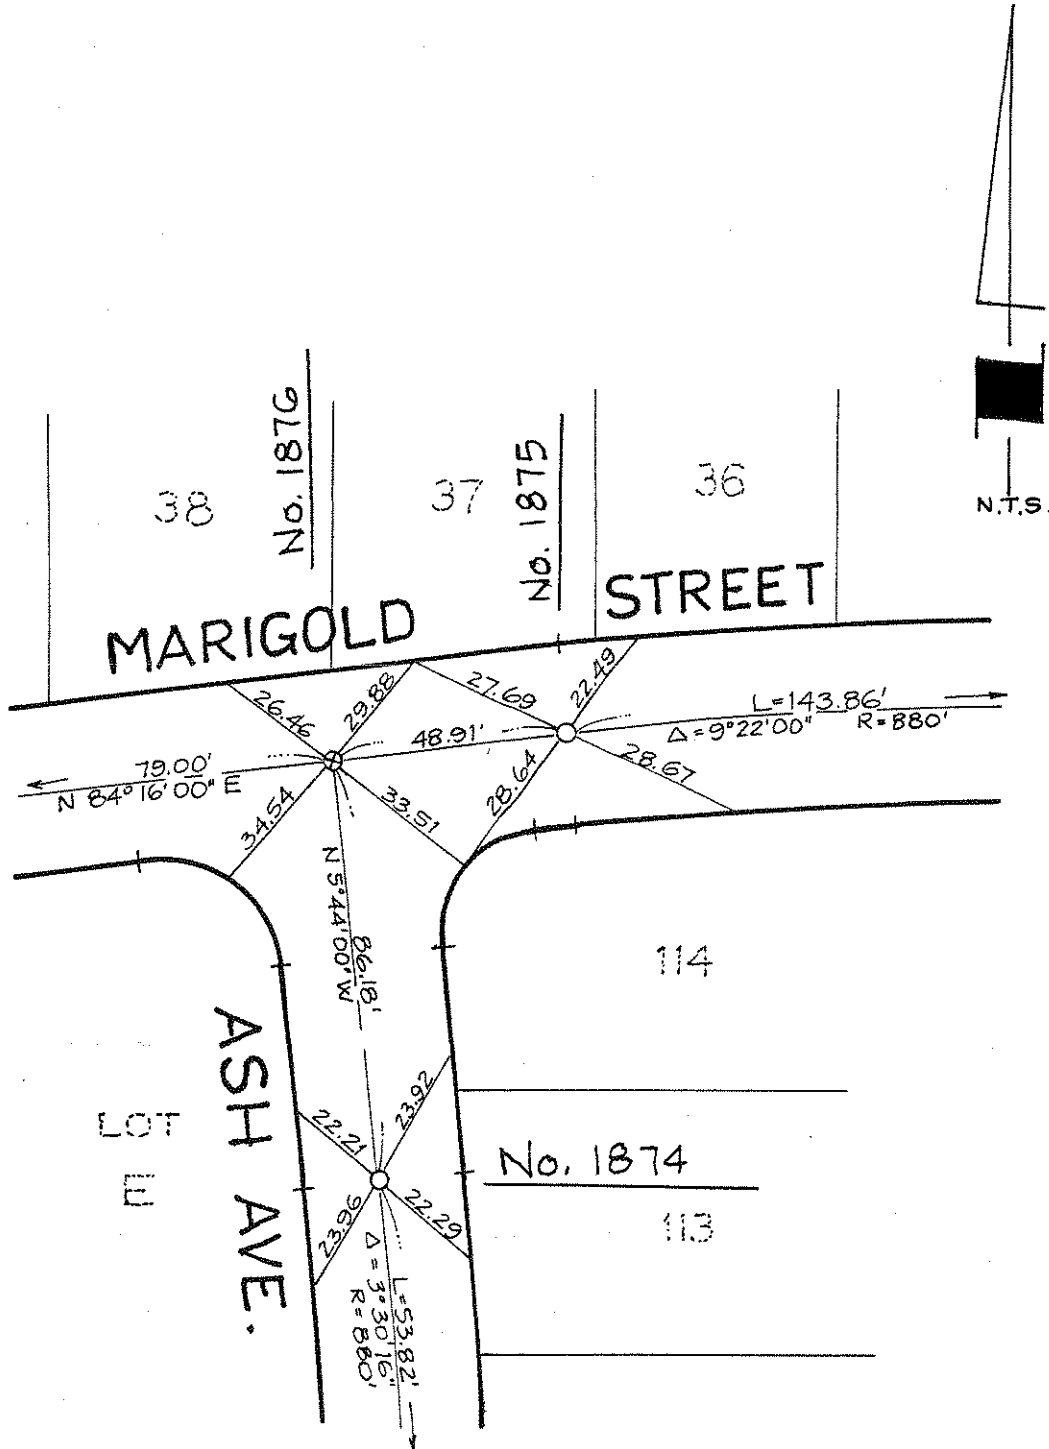 N.T.S.
No. 1876
No. 1875
38
37
36
MARIGOLD STREET
26.46
29.88
27.69
22.49
48.91'
L=143.86'
Δ=9°22'00" R=880'
79.00'
N 84°16'00" E
34.54
33.51
28.64
28.67
N 5°44'00" W
86.18'
114
ASH AVE.
LOT
E
22.21
23.92
No. 1874
23.96
22.29
113
L=53.82'
Δ=3°30'16"
R=880'